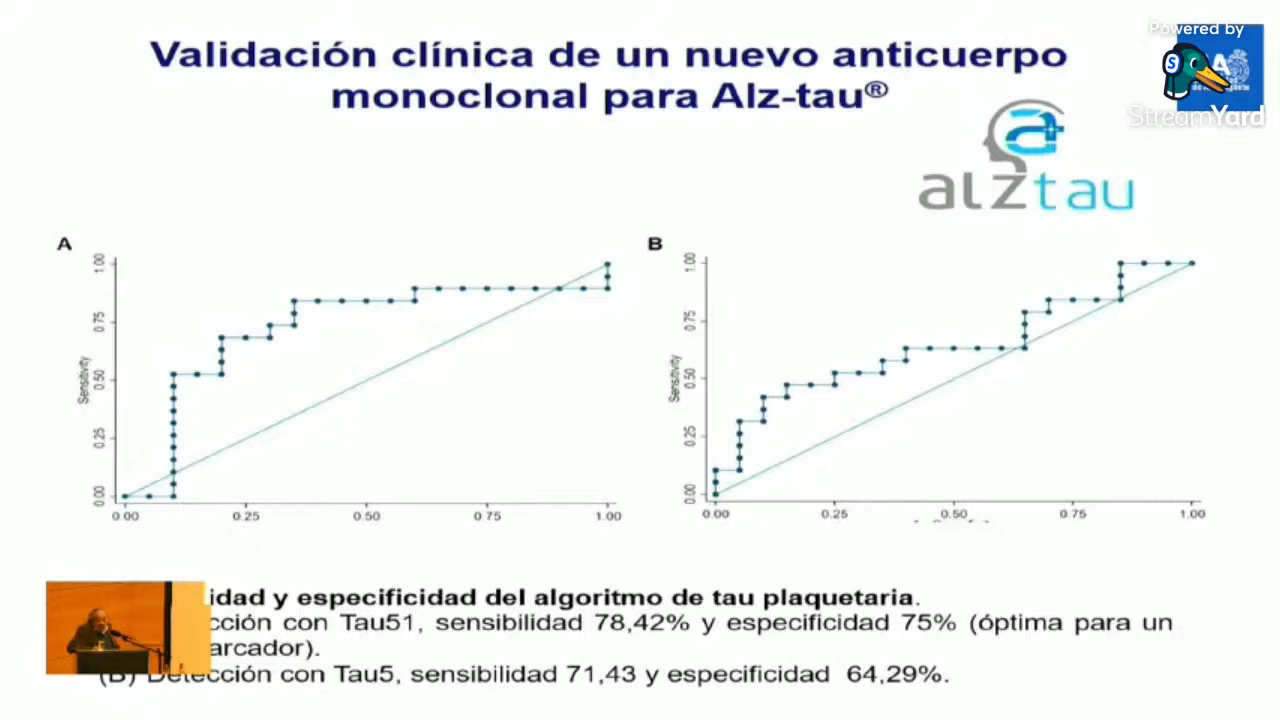 Validación clínica de un nuevo anticuerpo
monoclonal para Alz-tau®
Powered by
StreamYard
alztau
A
B
1.00
0.75
0.50
0.25
0.00
Sensitivity
0.00 0.25 0.50 0.75 1.00
1.00
0.75
0.50
0.25
0.00
Sensitivity
0.00 0.25 0.50 0.75 1.00
idad y especificidad del algoritmo de tau plaquetaria.
cción con Tau51, sensibilidad 78,42% y especificidad 75% (óptima para un
arcador).
(B) Detección con Tau5, sensibilidad 71,43 y especificidad 64,29%.